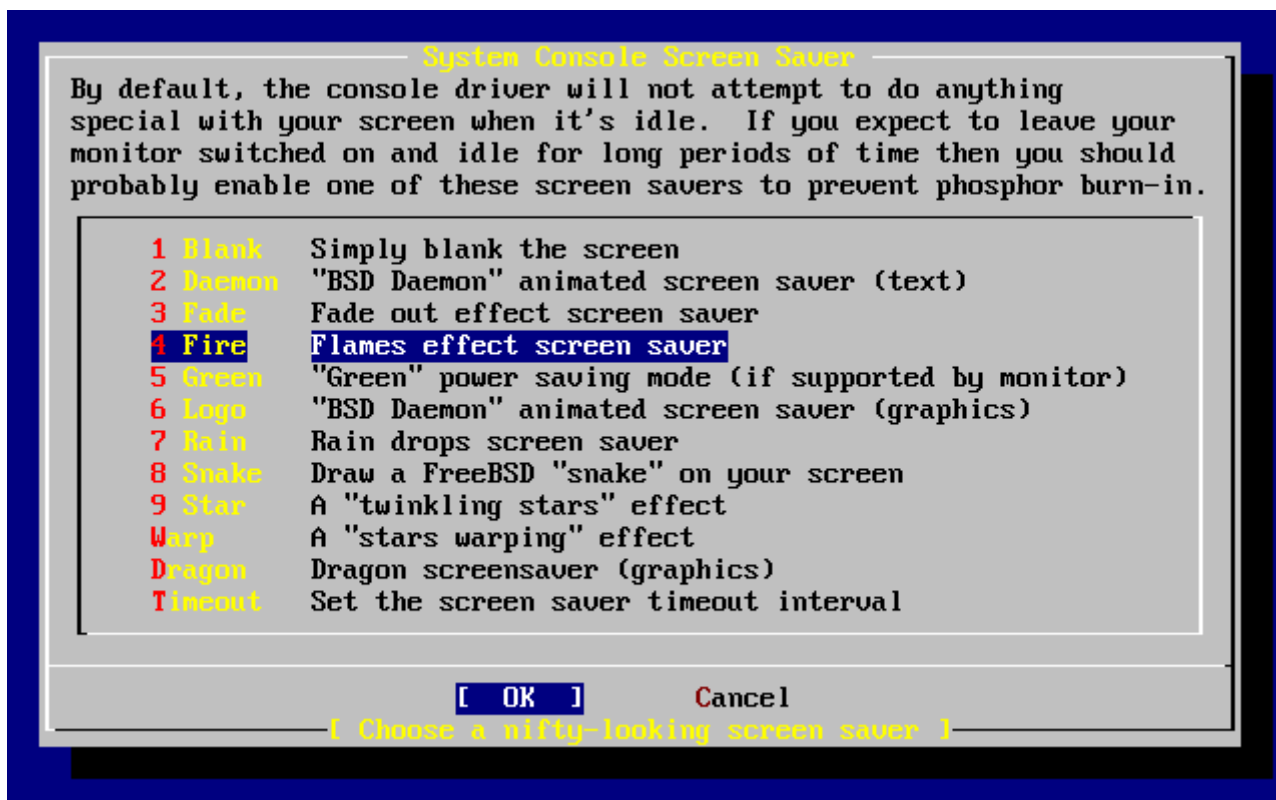 System Console Screen Saver
By default, the console driver will not attempt to do anything
special with your screen when it's idle.  If you expect to leave your
monitor switched on and idle for long periods of time then you should
probably enable one of these screen savers to prevent phosphor burn-in.
1 Blank   Simply blank the screen
2 Daemon  "BSD Daemon" animated screen saver (text)
3 Fade    Fade out effect screen saver
4 Fire    Flames effect screen saver
5 Green   "Green" power saving mode (if supported by monitor)
6 Logo    "BSD Daemon" animated screen saver (graphics)
7 Rain    Rain drops screen saver
8 Snake   Draw a FreeBSD "snake" on your screen
9 Star    A "twinkling stars" effect
Warp      A "stars warping" effect
Dragon    Dragon screensaver (graphics)
Timeout   Set the screen saver timeout interval
[  OK  ]       Cancel
[ Choose a nifty-looking screen saver ]